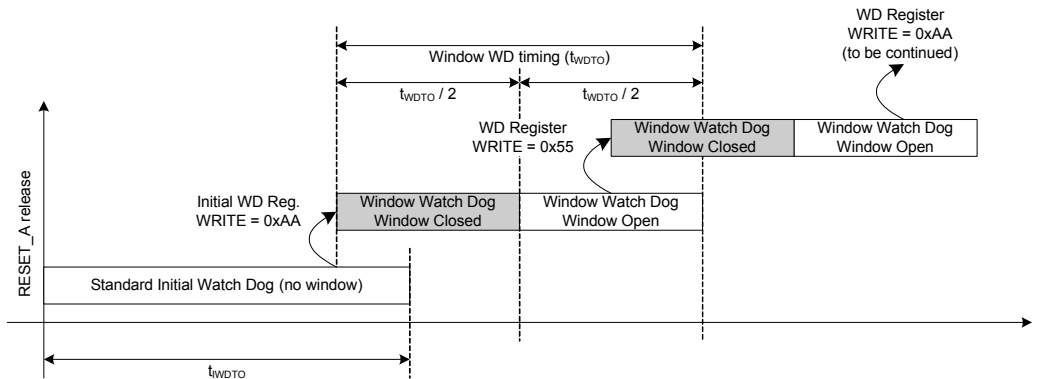 WD Register
WRITE = 0xAA
(to be continued)
Window WD timing (tWDTO)
tWDTO / 2
tWDTO / 2
WD Register
WRITE = 0x55
Window Watch Dog
Window Closed
Window Watch Dog
Window Open
Initial WD Reg.
WRITE = 0xAA
Window Watch Dog
Window Closed
Window Watch Dog
Window Open
RESET_A release
Standard Initial Watch Dog (no window)
tIWDTO